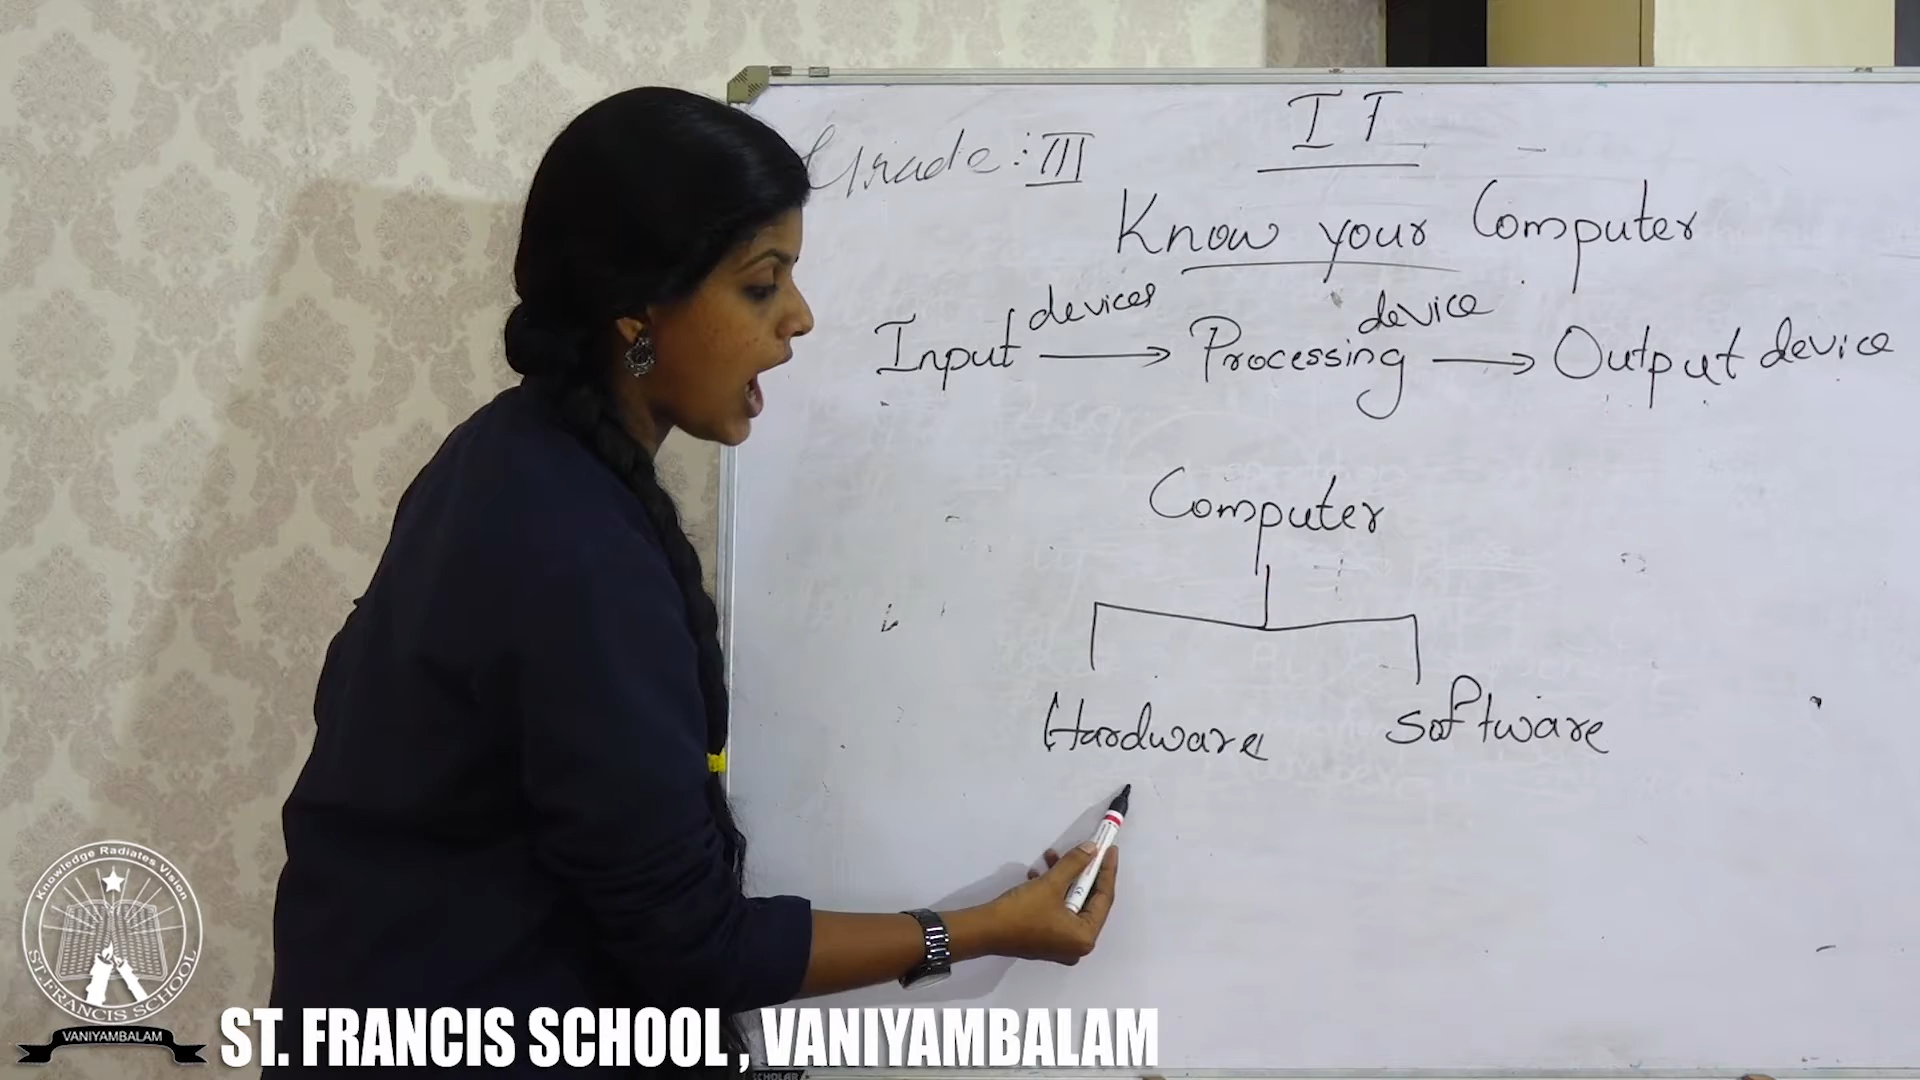 Grade: III
IT
Know your Computer
Input devices → Processing device → Output device
Computer
Hardware software
Knowledge Radiates Vision
ST. FRANCIS SCHOOL
VANIYAMBALAM
ST. FRANCIS SCHOOL, VANIYAMBALAM
SCHOLAR